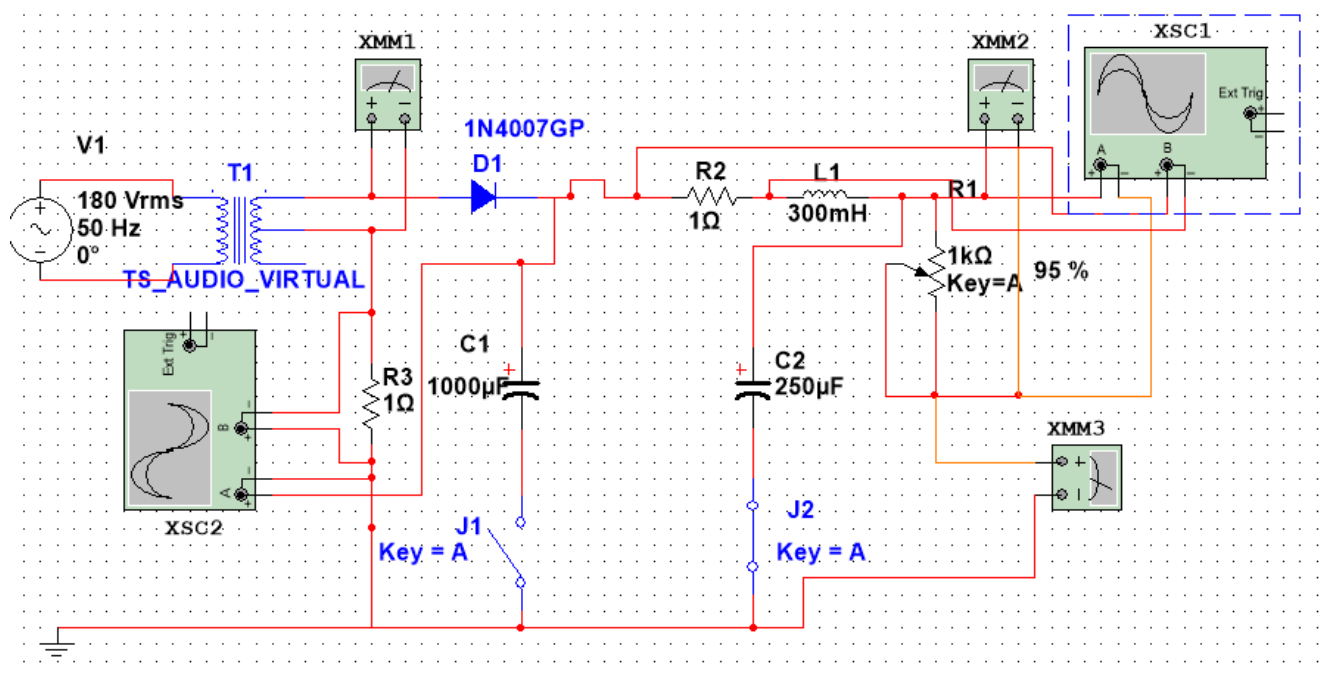 XSC1
XMM1
XMM2
Ext Trig
+
-
+ −
+ −
A
B
+ - + -
1N4007GP
V1
D1
T1
R2
L1
180 Vrms
50 Hz
0°
R1
1Ω
300mH
TS_AUDIO_VIRTUAL
1kΩ
Key=A
95 %
Ext Trig
+
-
C1
+
1000µF
R3
1Ω
C2
+
250µF
B
-
+
A
-
+
XSC2
XMM3
+
-
J1
Key = A
J2
Key = A